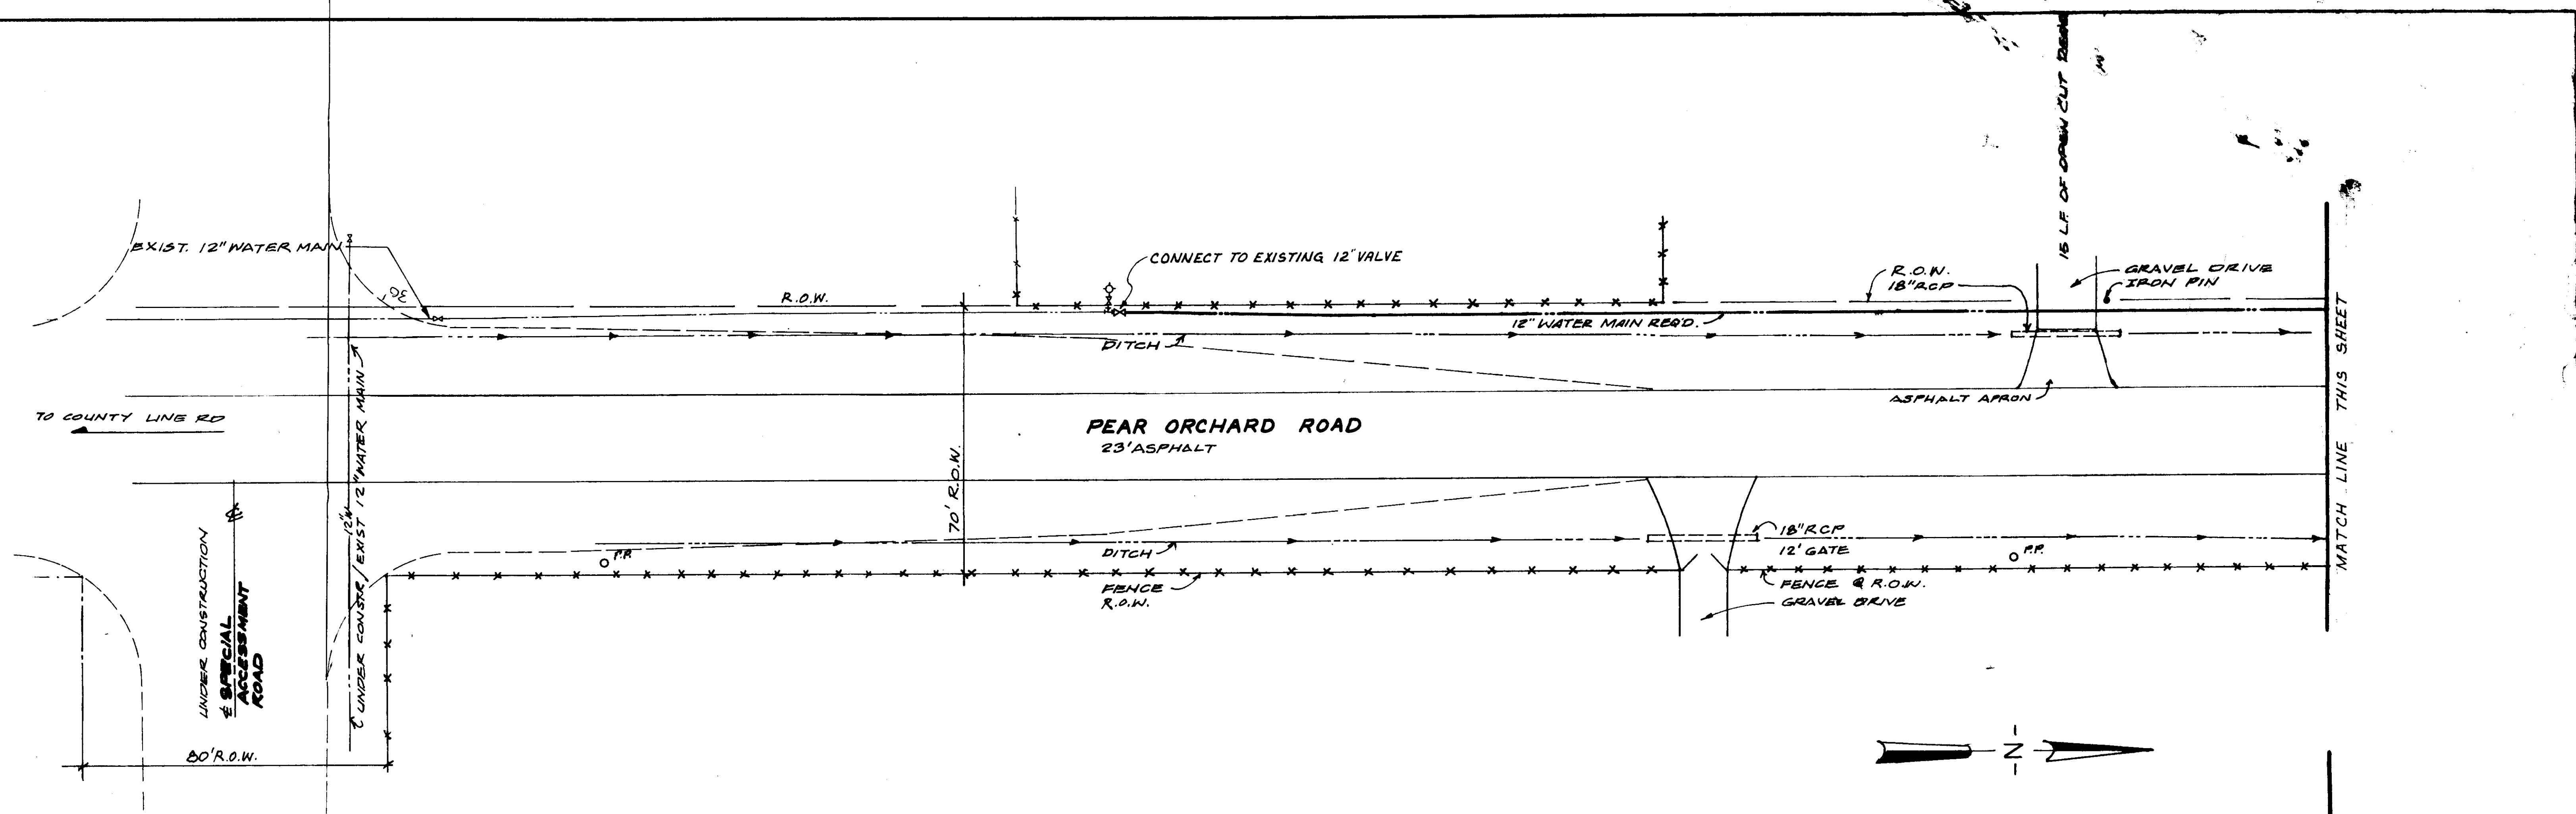 15 L.F. OF OPEN CUT
EXIST. 12" WATER MAIN
30'
R.O.W.
CONNECT TO EXISTING 12" VALVE
R.O.W.
18" RCP
GRAVEL DRIVE
IRON PIN
12" WATER MAIN REQ'D.
DITCH
ASPHALT APRON
TO COUNTY LINE RD
PEAR ORCHARD ROAD
23' ASPHALT
MATCH LINE THIS SHEET
70' R.O.W.
12" W
UNDER CONSTR / EXIST 12" WATER MAIN
UNDER CONSTRUCTION
℄ SPECIAL
ACCESSMENT
ROAD
P.P.
DITCH
FENCE
R.O.W.
18" RCP
12' GATE
P.P.
FENCE @ R.O.W.
GRAVEL DRIVE
80' R.O.W.
N